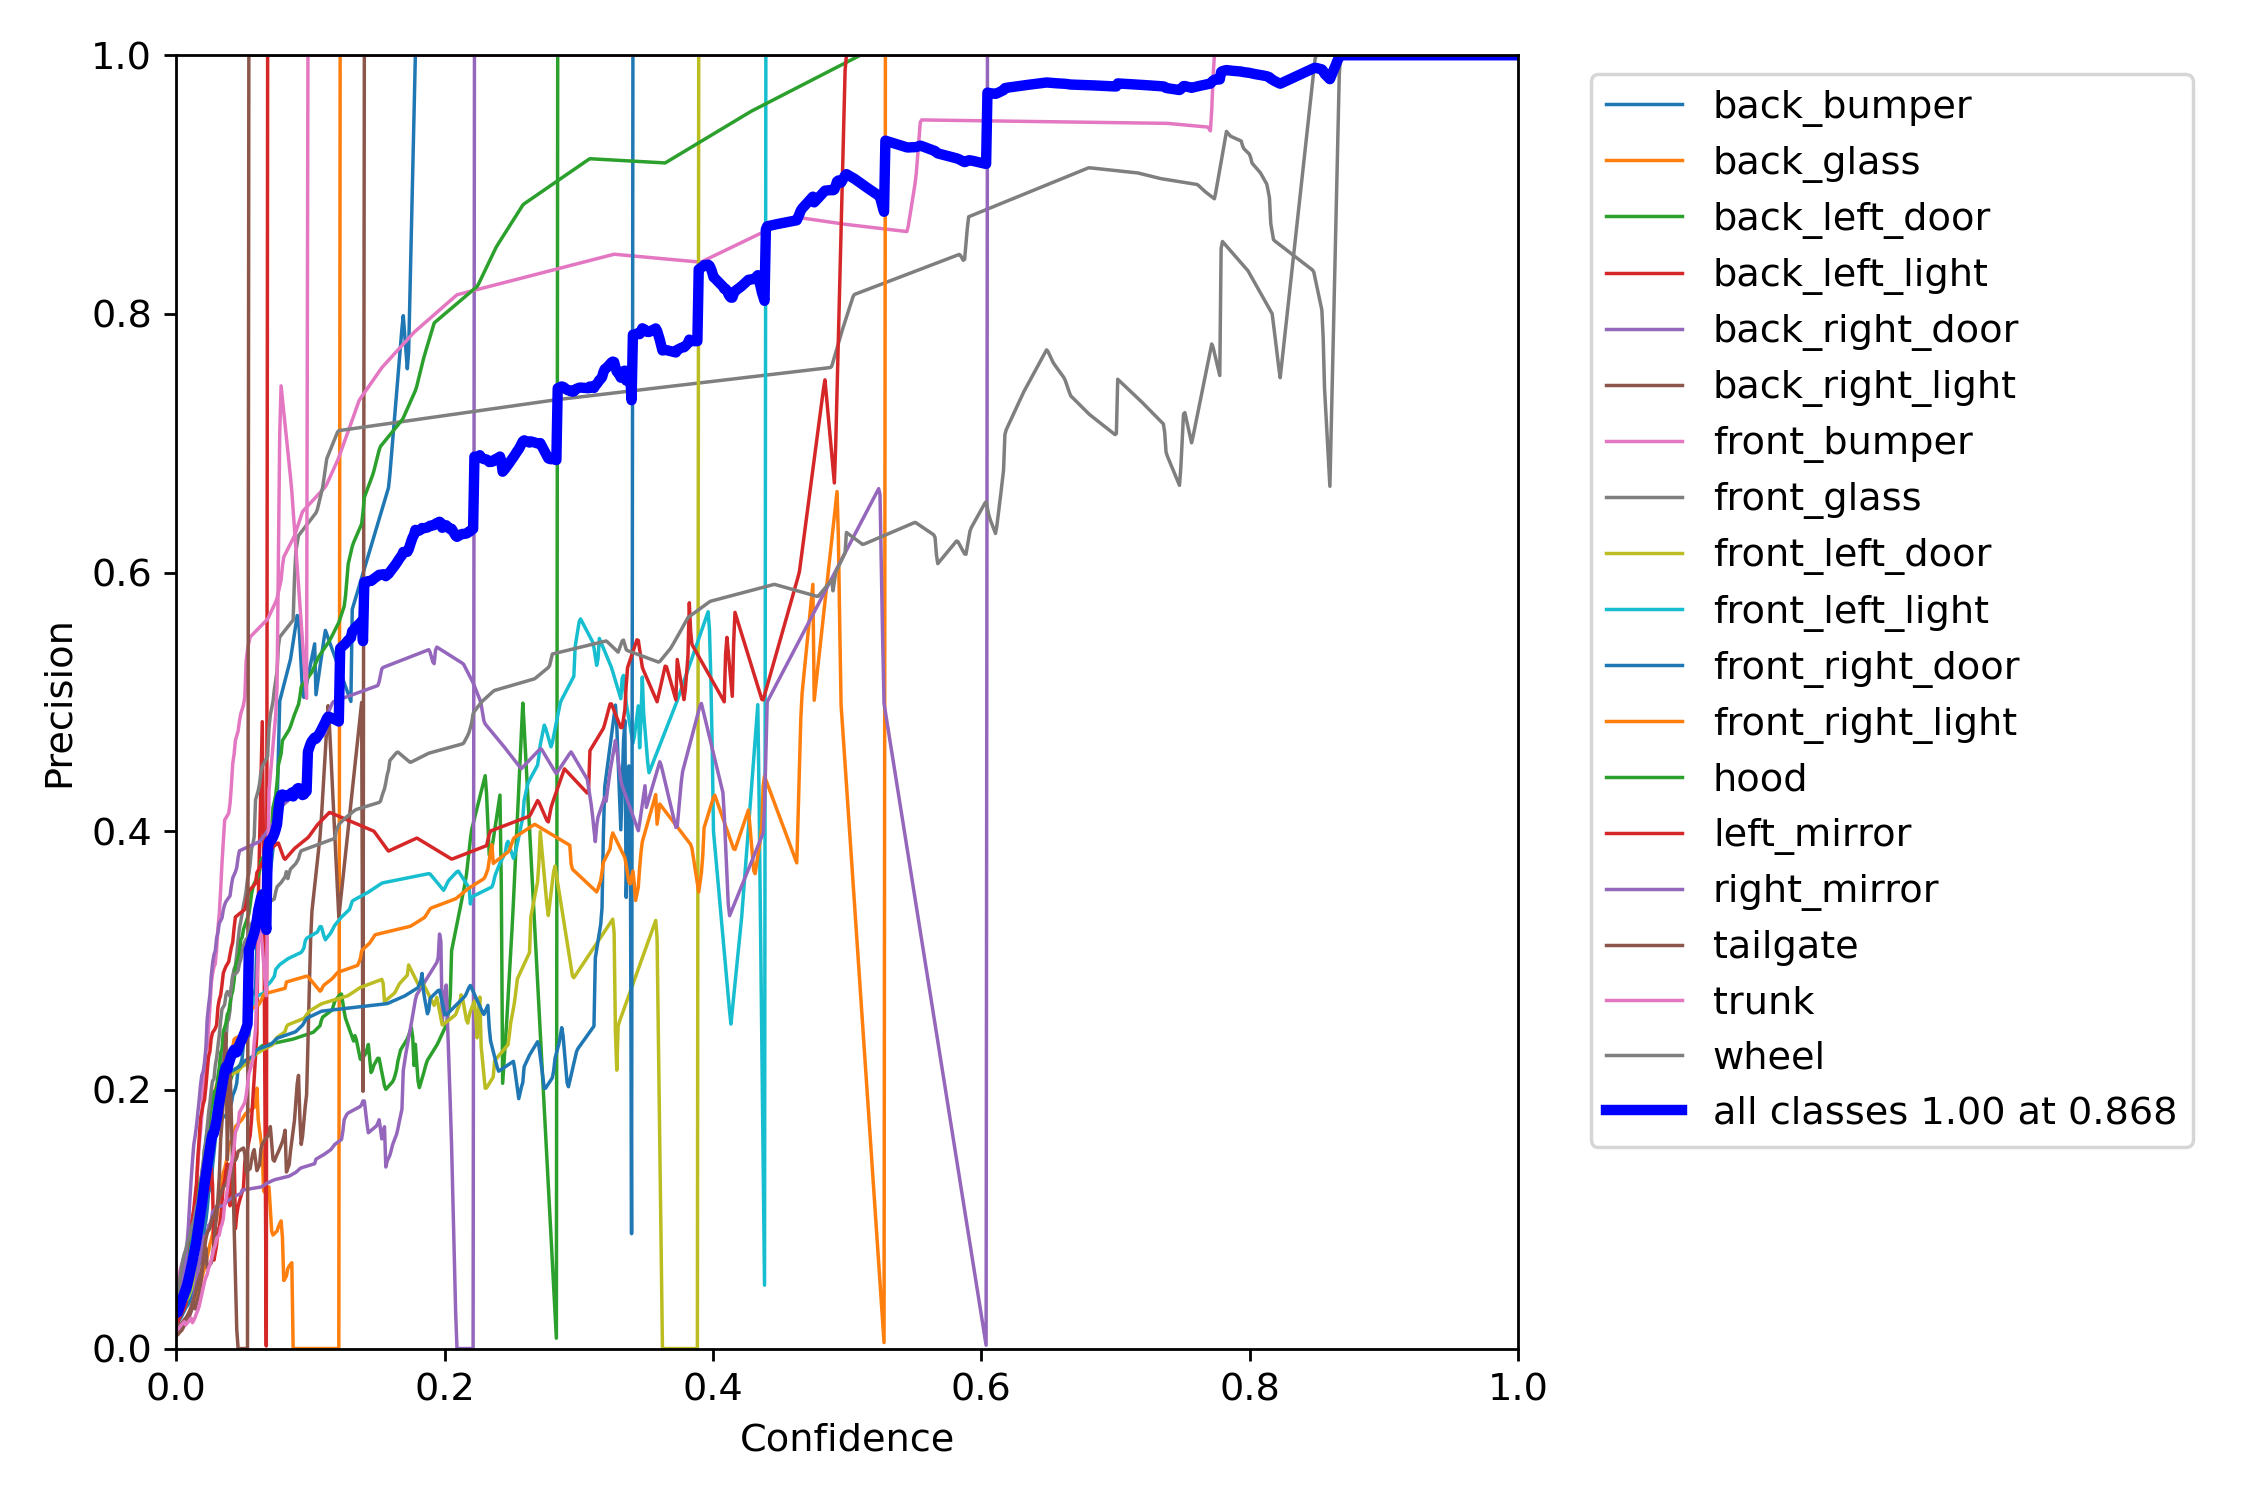 1.0
0.8
0.6
0.4
0.2
0.0
Precision
0.0 0.2 0.4 0.6 0.8 1.0
Confidence
back_bumper
back_glass
back_left_door
back_left_light
back_right_door
back_right_light
front_bumper
front_glass
front_left_door
front_left_light
front_right_door
front_right_light
hood
left_mirror
right_mirror
tailgate
trunk
wheel
all classes 1.00 at 0.868